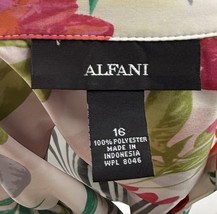 ALFANI
16
100% POLYESTER
MADE IN
INDONESIA
WPL 8046